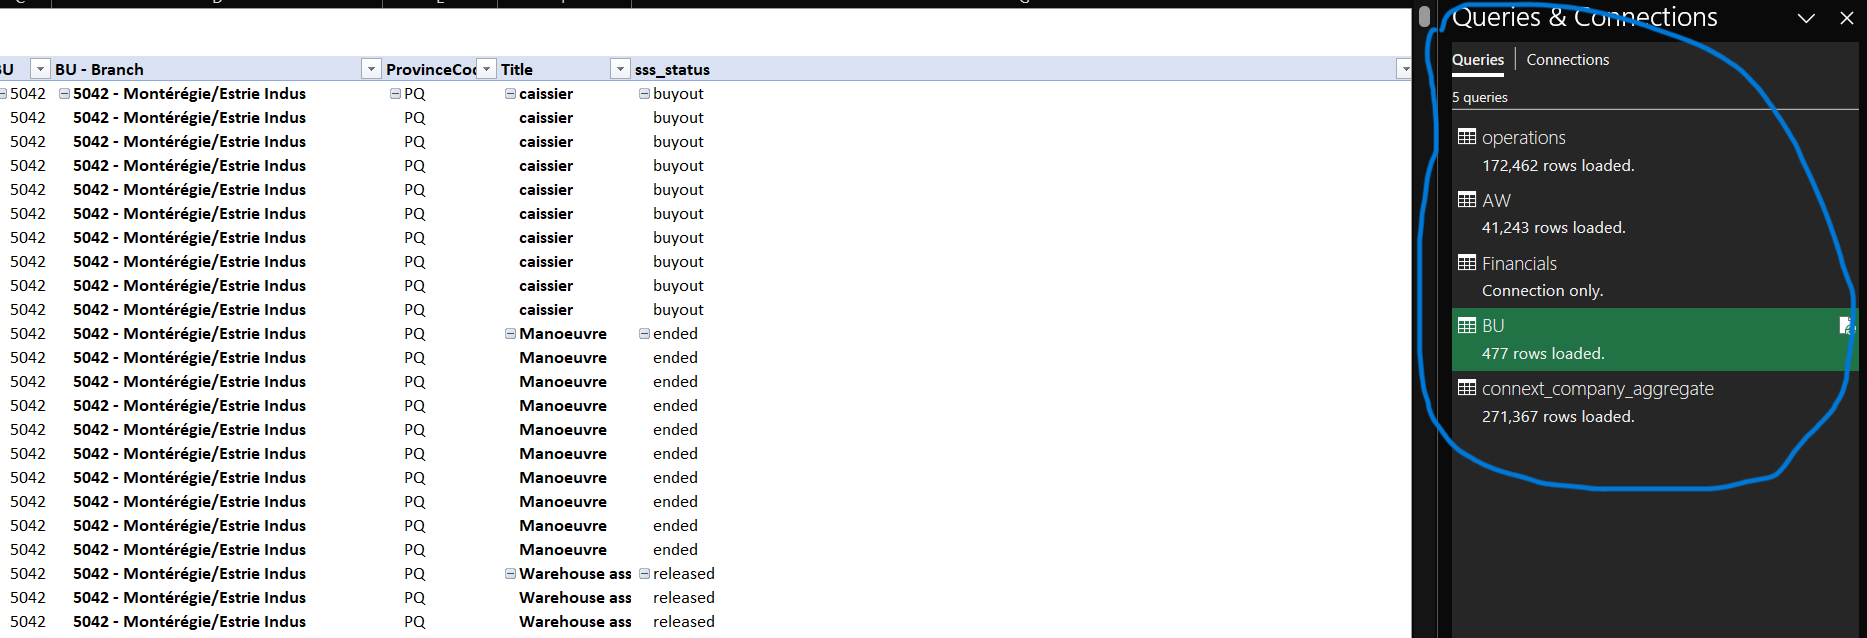 BU BU - Branch ProvinceCod Title sss_status
5042 5042 - Montérégie/Estrie Indus PQ caissier buyout
5042 5042 - Montérégie/Estrie Indus PQ caissier buyout
5042 5042 - Montérégie/Estrie Indus PQ caissier buyout
5042 5042 - Montérégie/Estrie Indus PQ caissier buyout
5042 5042 - Montérégie/Estrie Indus PQ caissier buyout
5042 5042 - Montérégie/Estrie Indus PQ caissier buyout
5042 5042 - Montérégie/Estrie Indus PQ caissier buyout
5042 5042 - Montérégie/Estrie Indus PQ caissier buyout
5042 5042 - Montérégie/Estrie Indus PQ caissier buyout
5042 5042 - Montérégie/Estrie Indus PQ caissier buyout
5042 5042 - Montérégie/Estrie Indus PQ Manoeuvre ended
5042 5042 - Montérégie/Estrie Indus PQ Manoeuvre ended
5042 5042 - Montérégie/Estrie Indus PQ Manoeuvre ended
5042 5042 - Montérégie/Estrie Indus PQ Manoeuvre ended
5042 5042 - Montérégie/Estrie Indus PQ Manoeuvre ended
5042 5042 - Montérégie/Estrie Indus PQ Manoeuvre ended
5042 5042 - Montérégie/Estrie Indus PQ Manoeuvre ended
5042 5042 - Montérégie/Estrie Indus PQ Manoeuvre ended
5042 5042 - Montérégie/Estrie Indus PQ Manoeuvre ended
5042 5042 - Montérégie/Estrie Indus PQ Manoeuvre ended
5042 5042 - Montérégie/Estrie Indus PQ Warehouse ass released
5042 5042 - Montérégie/Estrie Indus PQ Warehouse ass released
5042 5042 - Montérégie/Estrie Indus PQ Warehouse ass released
Queries & Connections
Queries Connections
5 queries
operations
172,462 rows loaded.
AW
41,243 rows loaded.
Financials
Connection only.
BU
477 rows loaded.
connext_company_aggregate
271,367 rows loaded.